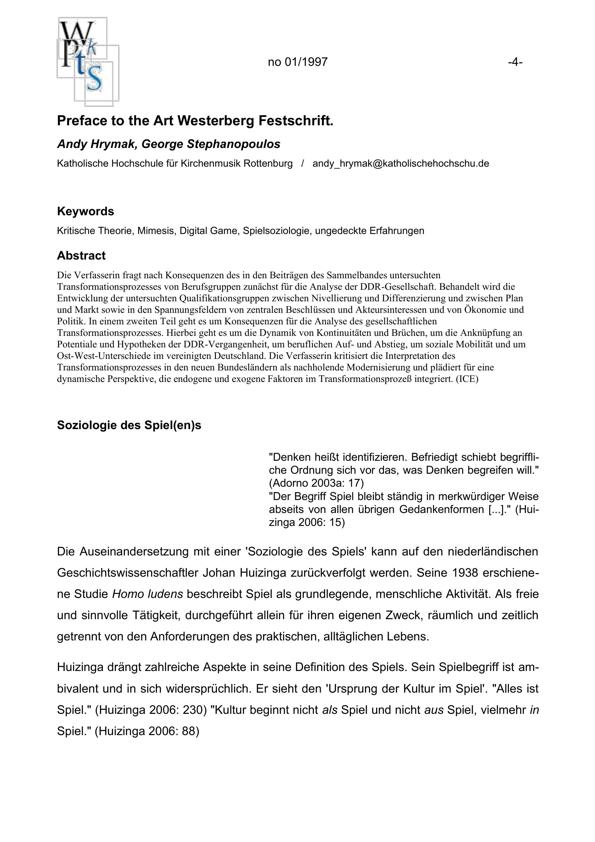 W
P k
ts
S
no 01/1997 -4-
Preface to the Art Westerberg Festschrift.
Andy Hrymak, George Stephanopoulos
Katholische Hochschule für Kirchenmusik Rottenburg / andy_hrymak@katholischehochschu.de
Keywords
Kritische Theorie, Mimesis, Digital Game, Spielsoziologie, ungedeckte Erfahrungen
Abstract
Die Verfasserin fragt nach Konsequenzen des in den Beiträgen des Sammelbandes untersuchten
Transformationsprozesses von Berufsgruppen zunächst für die Analyse der DDR-Gesellschaft. Behandelt wird die
Entwicklung der untersuchten Qualifikationsgruppen zwischen Nivellierung und Differenzierung und zwischen Plan
und Markt sowie in den Spannungsfeldern von zentralen Beschlüssen und Akteursinteressen und von Ökonomie und
Politik. In einem zweiten Teil geht es um Konsequenzen für die Analyse des gesellschaftlichen
Transformationsprozesses. Hierbei geht es um die Dynamik von Kontinuitäten und Brüchen, um die Anknüpfung an
Potentiale und Hypotheken der DDR-Vergangenheit, um beruflichen Auf- und Abstieg, um soziale Mobilität und um
Ost-West-Unterschiede im vereinigten Deutschland. Die Verfasserin kritisiert die Interpretation des
Transformationsprozesses in den neuen Bundesländern als nachholende Modernisierung und plädiert für eine
dynamische Perspektive, die endogene und exogene Faktoren im Transformationsprozeß integriert. (ICE)
Soziologie des Spiel(en)s
"Denken heißt identifizieren. Befriedigt schiebt begriffli-
che Ordnung sich vor das, was Denken begreifen will."
(Adorno 2003a: 17)
"Der Begriff Spiel bleibt ständig in merkwürdiger Weise
abseits von allen übrigen Gedankenformen [...]." (Hui-
zinga 2006: 15)
Die Auseinandersetzung mit einer 'Soziologie des Spiels' kann auf den niederländischen
Geschichtswissenschaftler Johan Huizinga zurückverfolgt werden. Seine 1938 erschiene-
ne Studie Homo ludens beschreibt Spiel als grundlegende, menschliche Aktivität. Als freie
und sinnvolle Tätigkeit, durchgeführt allein für ihren eigenen Zweck, räumlich und zeitlich
getrennt von den Anforderungen des praktischen, alltäglichen Lebens.
Huizinga drängt zahlreiche Aspekte in seine Definition des Spiels. Sein Spielbegriff ist am-
bivalent und in sich widersprüchlich. Er sieht den 'Ursprung der Kultur im Spiel'. "Alles ist
Spiel." (Huizinga 2006: 230) "Kultur beginnt nicht als Spiel und nicht aus Spiel, vielmehr in
Spiel." (Huizinga 2006: 88)